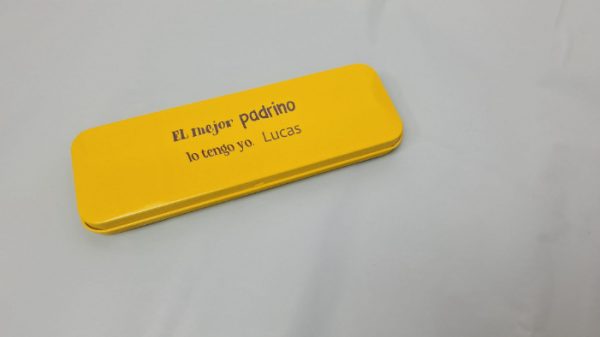 EL mejor padrino
lo tengo yo. Lucas